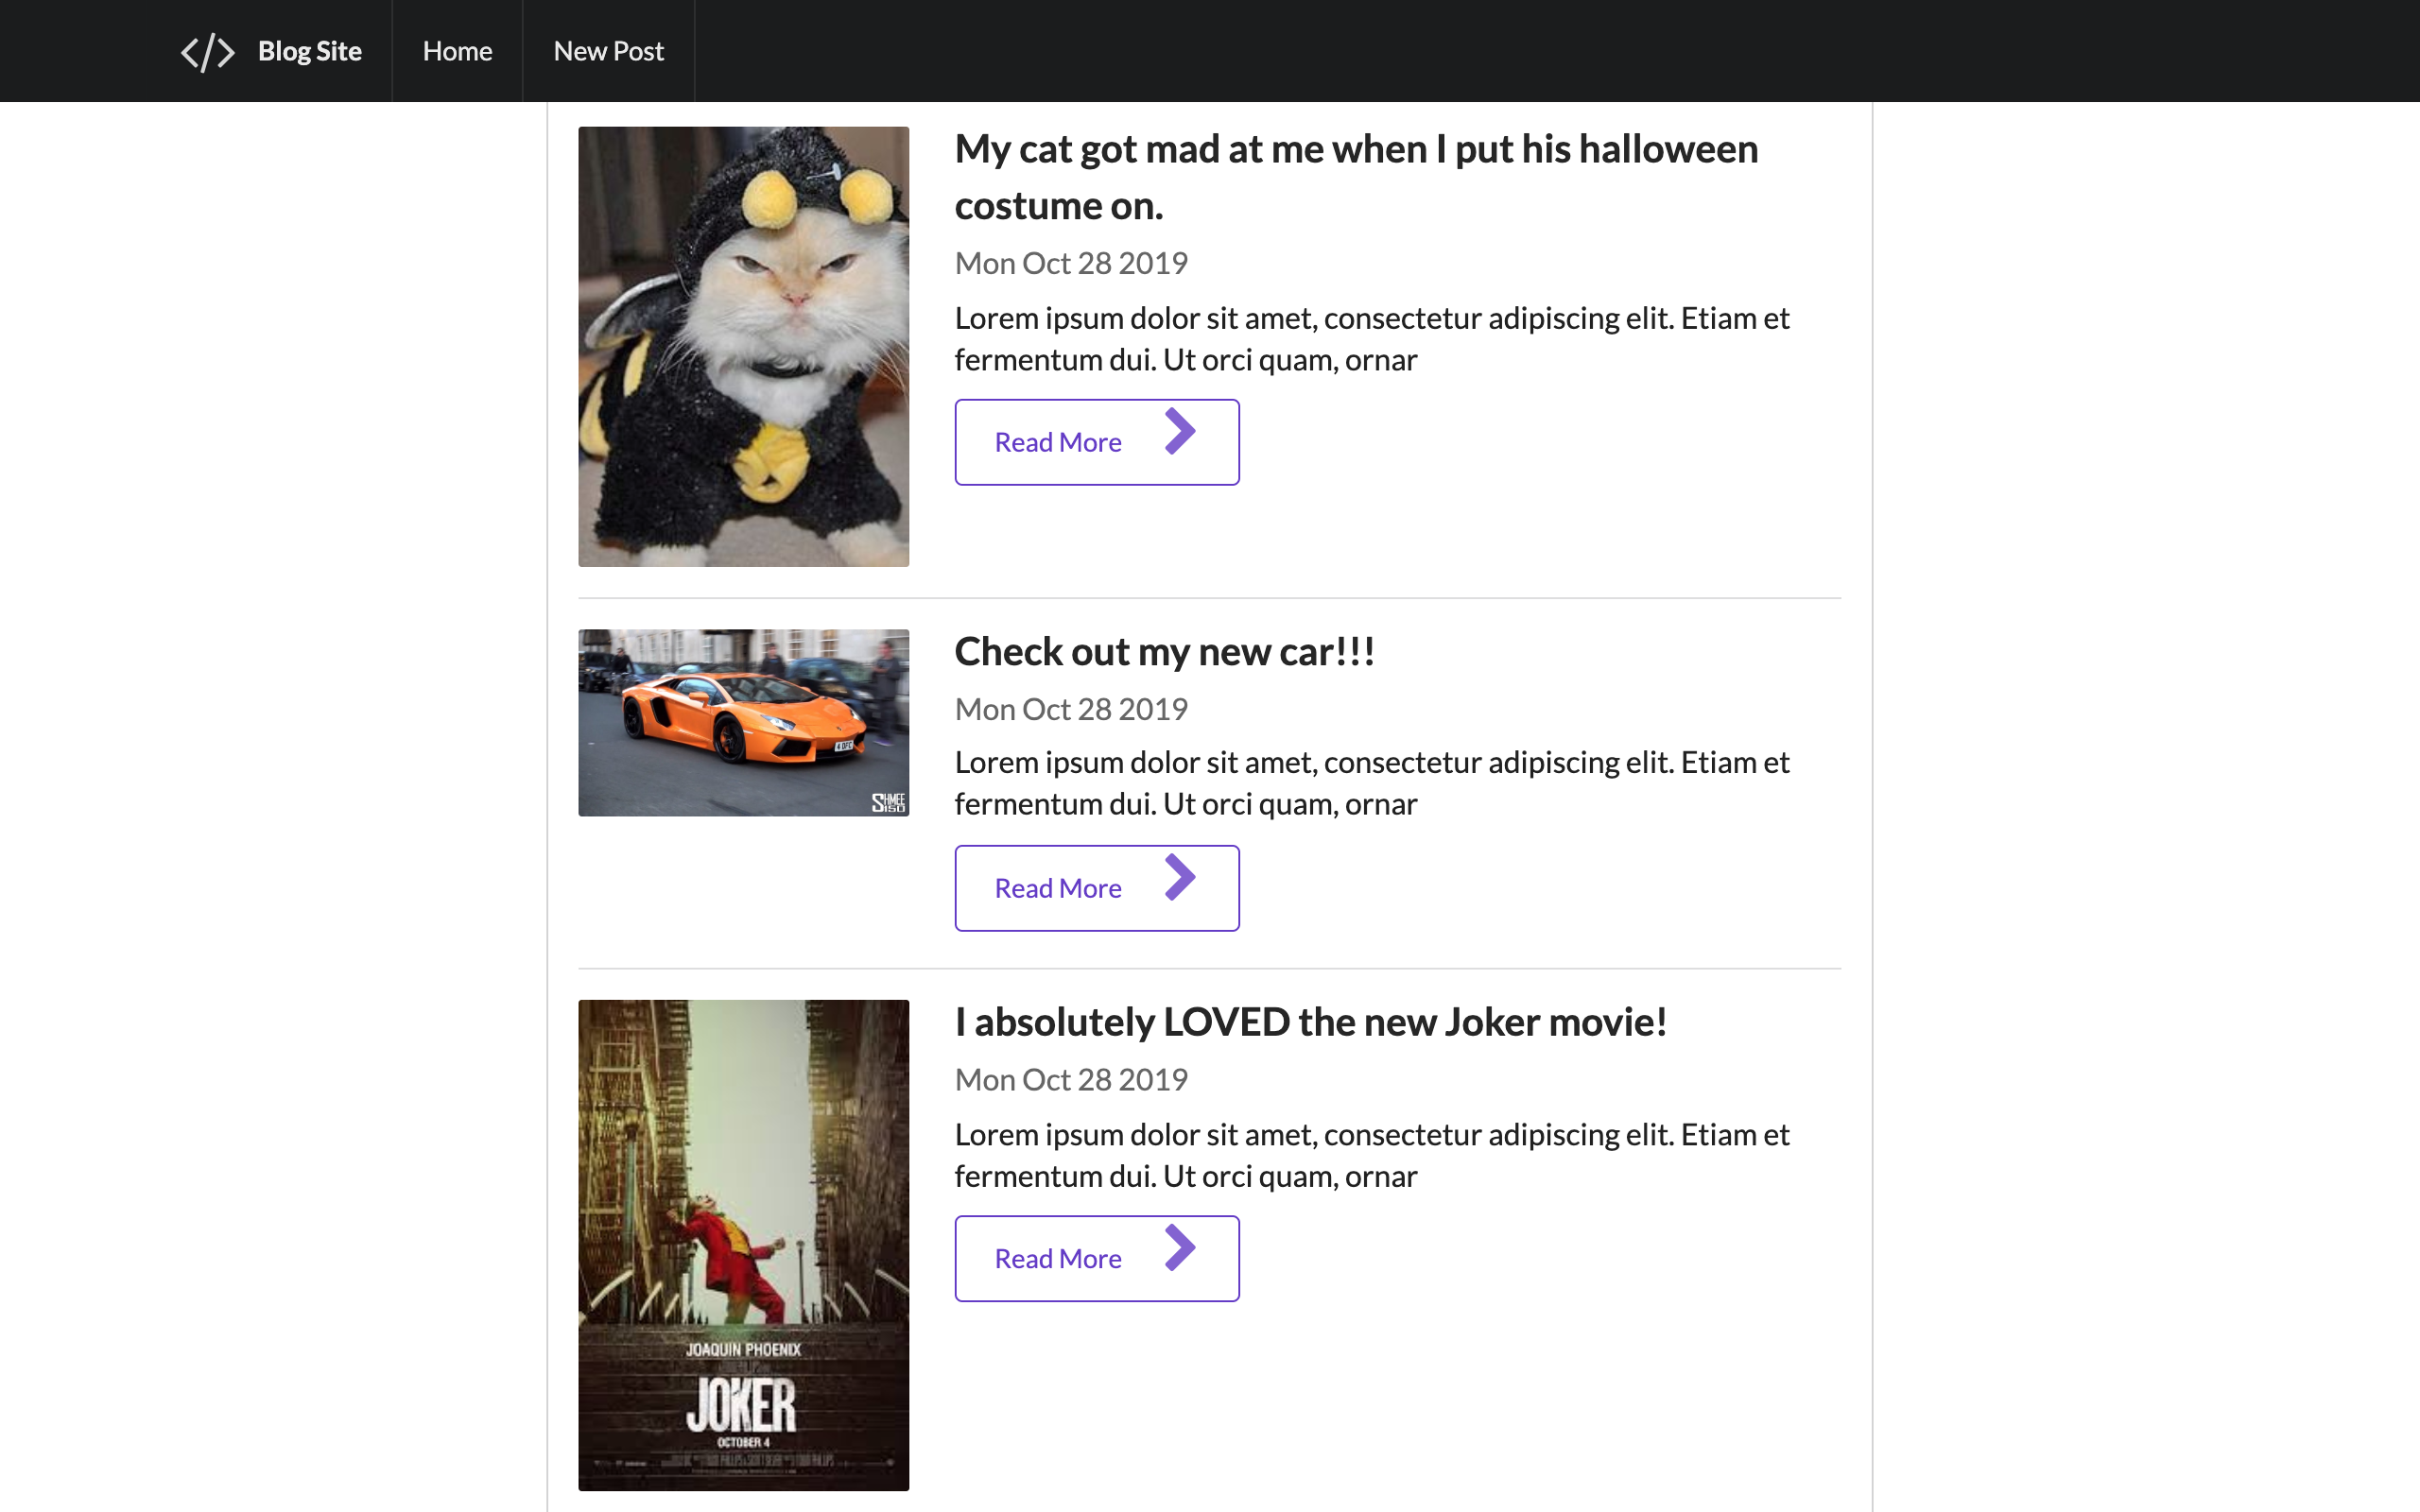 </> Blog Site Home New Post
My cat got mad at me when I put his halloween
costume on.
Mon Oct 28 2019
Lorem ipsum dolor sit amet, consectetur adipiscing elit. Etiam et
fermentum dui. Ut orci quam, ornar
Read More
Check out my new car!!!
Mon Oct 28 2019
Lorem ipsum dolor sit amet, consectetur adipiscing elit. Etiam et
fermentum dui. Ut orci quam, ornar
Read More
4 DFC
SHMEE
150
I absolutely LOVED the new Joker movie!
Mon Oct 28 2019
Lorem ipsum dolor sit amet, consectetur adipiscing elit. Etiam et
fermentum dui. Ut orci quam, ornar
Read More
JOAQUIN PHOENIX
JOKER
OCTOBER 4